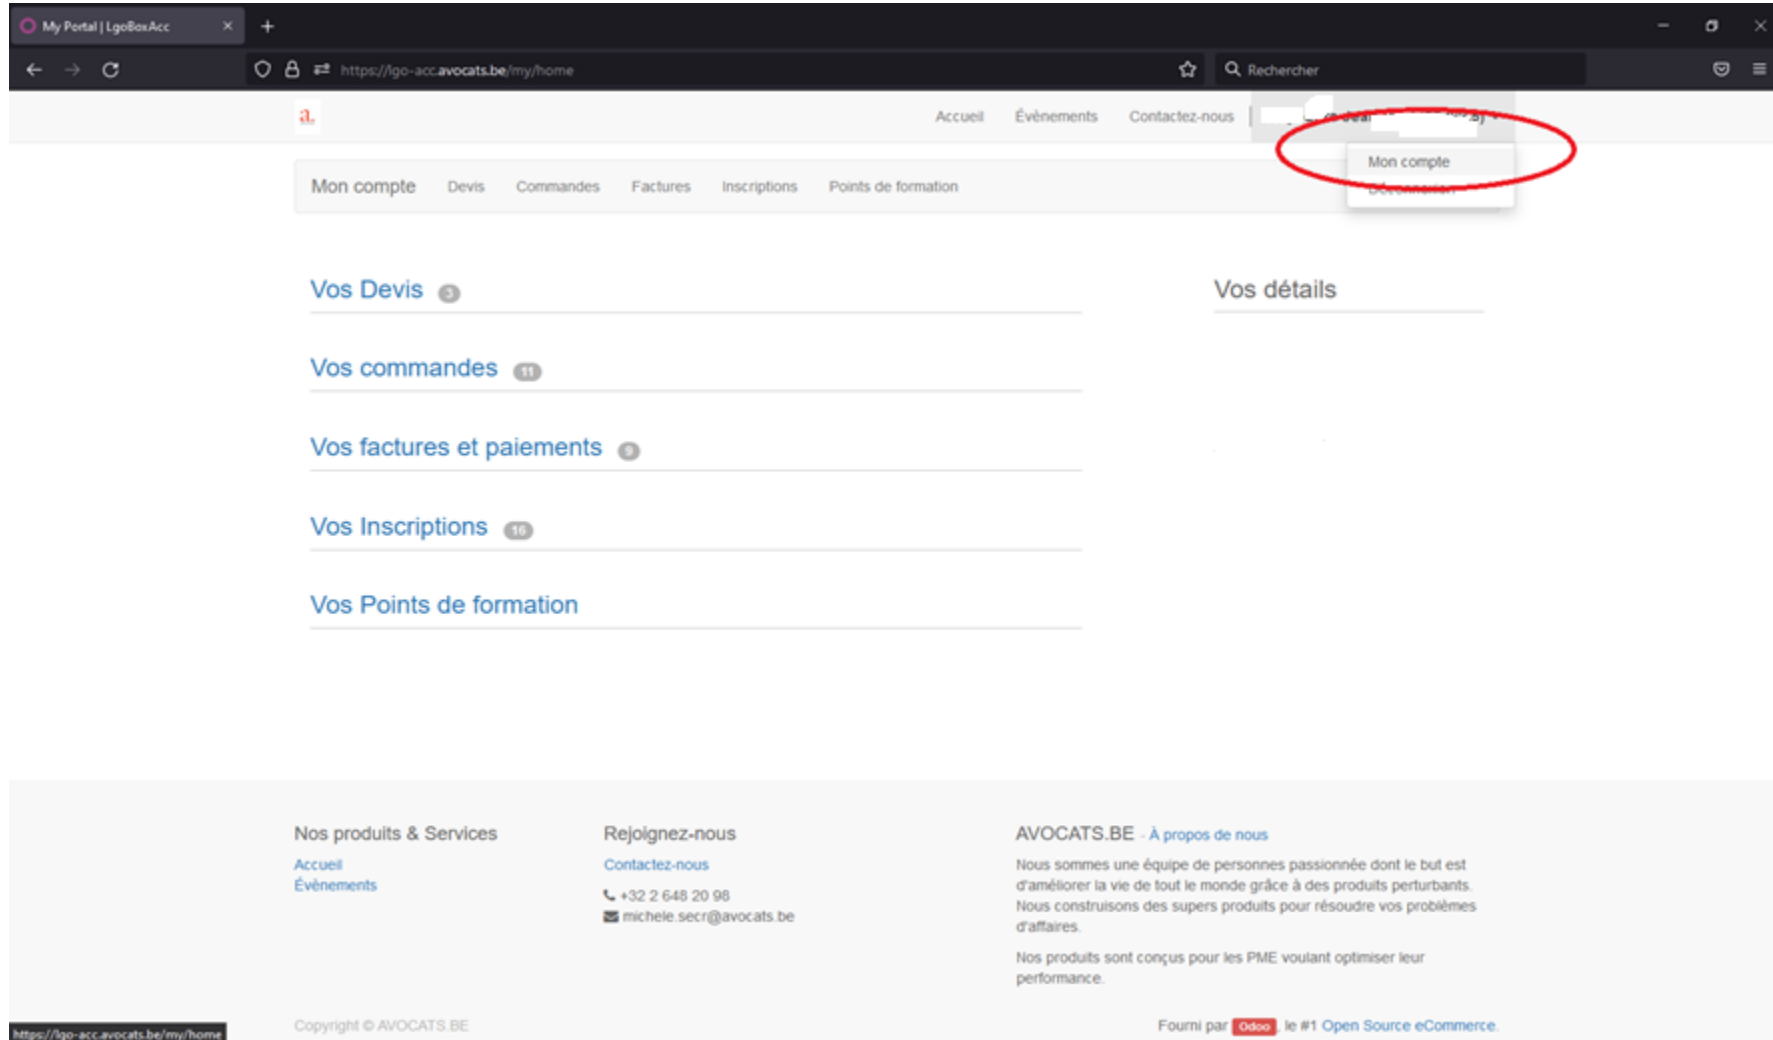 My Portal | LgoBoxAcc
https://lgo-acc.avocats.be/my/home
Rechercher
a.
Accueil Évènements Contactez-nous
Mon compte
Déconnexion
Mon compte Devis Commandes Factures Inscriptions Points de formation
Vos Devis 3
Vos détails
Vos commandes 11
Vos factures et paiements 9
Vos Inscriptions 16
Vos Points de formation
Nos produits & Services
Accueil
Évènements
Rejoignez-nous
Contactez-nous
+32 2 648 20 98
michele.secr@avocats.be
AVOCATS.BE - À propos de nous
Nous sommes une équipe de personnes passionnée dont le but est
d'améliorer la vie de tout le monde grâce à des produits perturbants.
Nous construisons des supers produits pour résoudre vos problèmes
d'affaires.
Nos produits sont conçus pour les PME voulant optimiser leur
performance.
Copyright © AVOCATS.BE
Fourni par Odoo, le #1 Open Source eCommerce.
https://lgo-acc.avocats.be/my/home